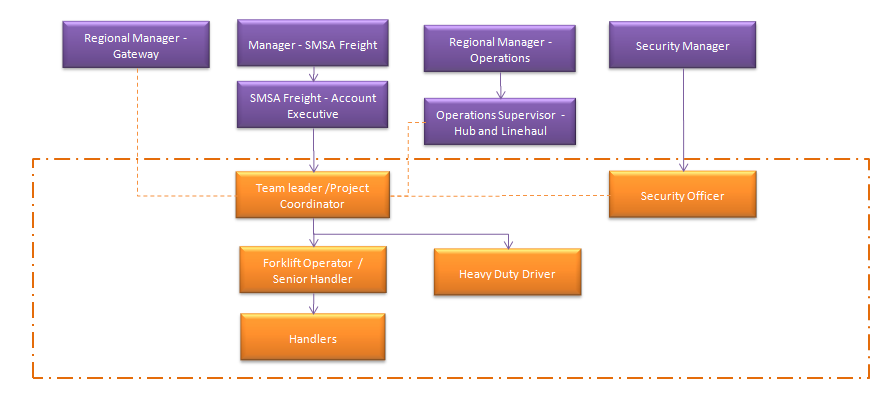 Regional Manager -
Gateway
Manager - SMSA Freight
Regional Manager -
Operations
Security Manager
SMSA Freight - Account
Executive
Operations Supervisor -
Hub and Linehaul
Team leader /Project
Coordinator
Security Officer
Forklift Operator /
Senior Handler
Heavy Duty Driver
Handlers